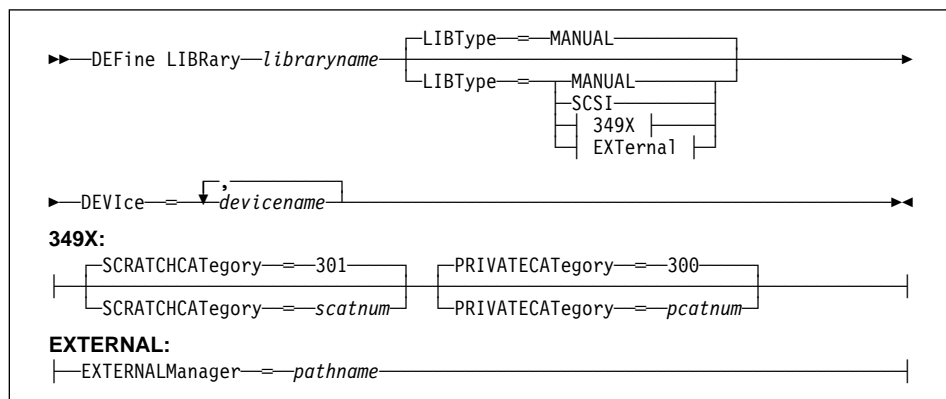 LIBType = MANUAL
DEFine LIBRary libraryname
LIBType = MANUAL
SCSI
349X
EXTernal
,
DEVIce = devicename
349X:
SCRATCHCATegory = 301 PRIVATECATegory = 300
SCRATCHCATegory = scatnum PRIVATECATegory = pcatnum
EXTERNAL:
EXTERNALManager = pathname